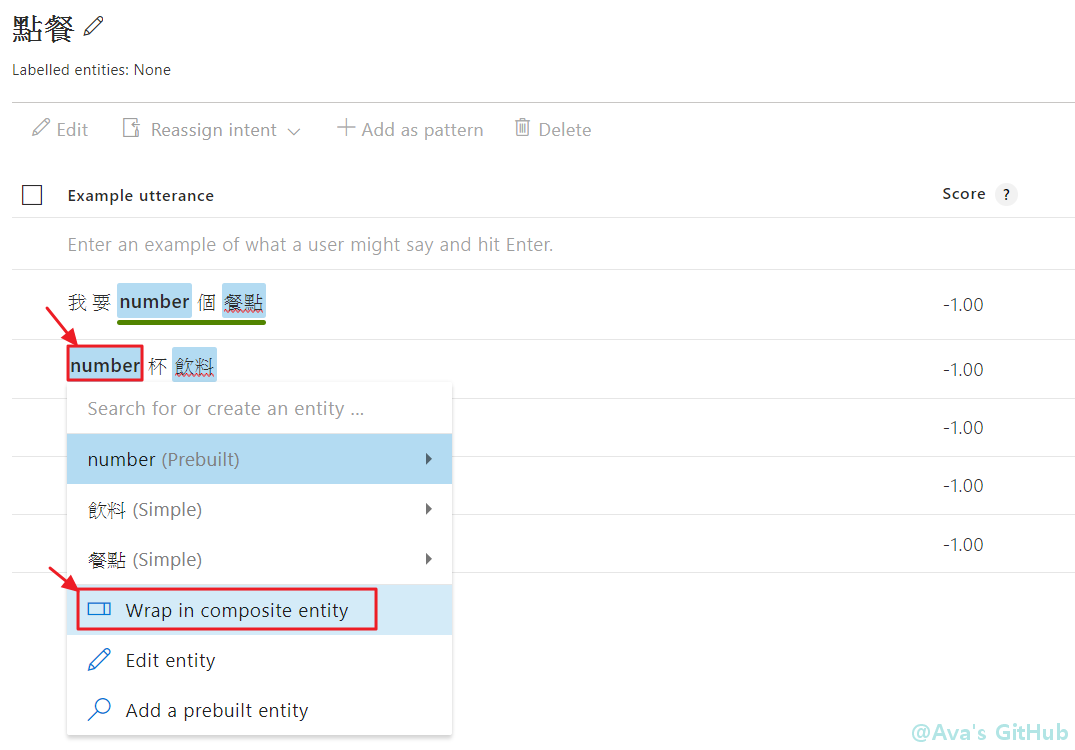 點餐
Labelled entities: None
Edit Reassign intent Add as pattern Delete
Example utterance Score ?
Enter an example of what a user might say and hit Enter.
我 要 number 個 餐點 -1.00
number 杯 飲料 -1.00
Search for or create an entity ...
-1.00
number (Prebuilt)
-1.00
飲料 (Simple)
-1.00
餐點 (Simple)
Wrap in composite entity
Edit entity
Add a prebuilt entity
@Ava's GitHub